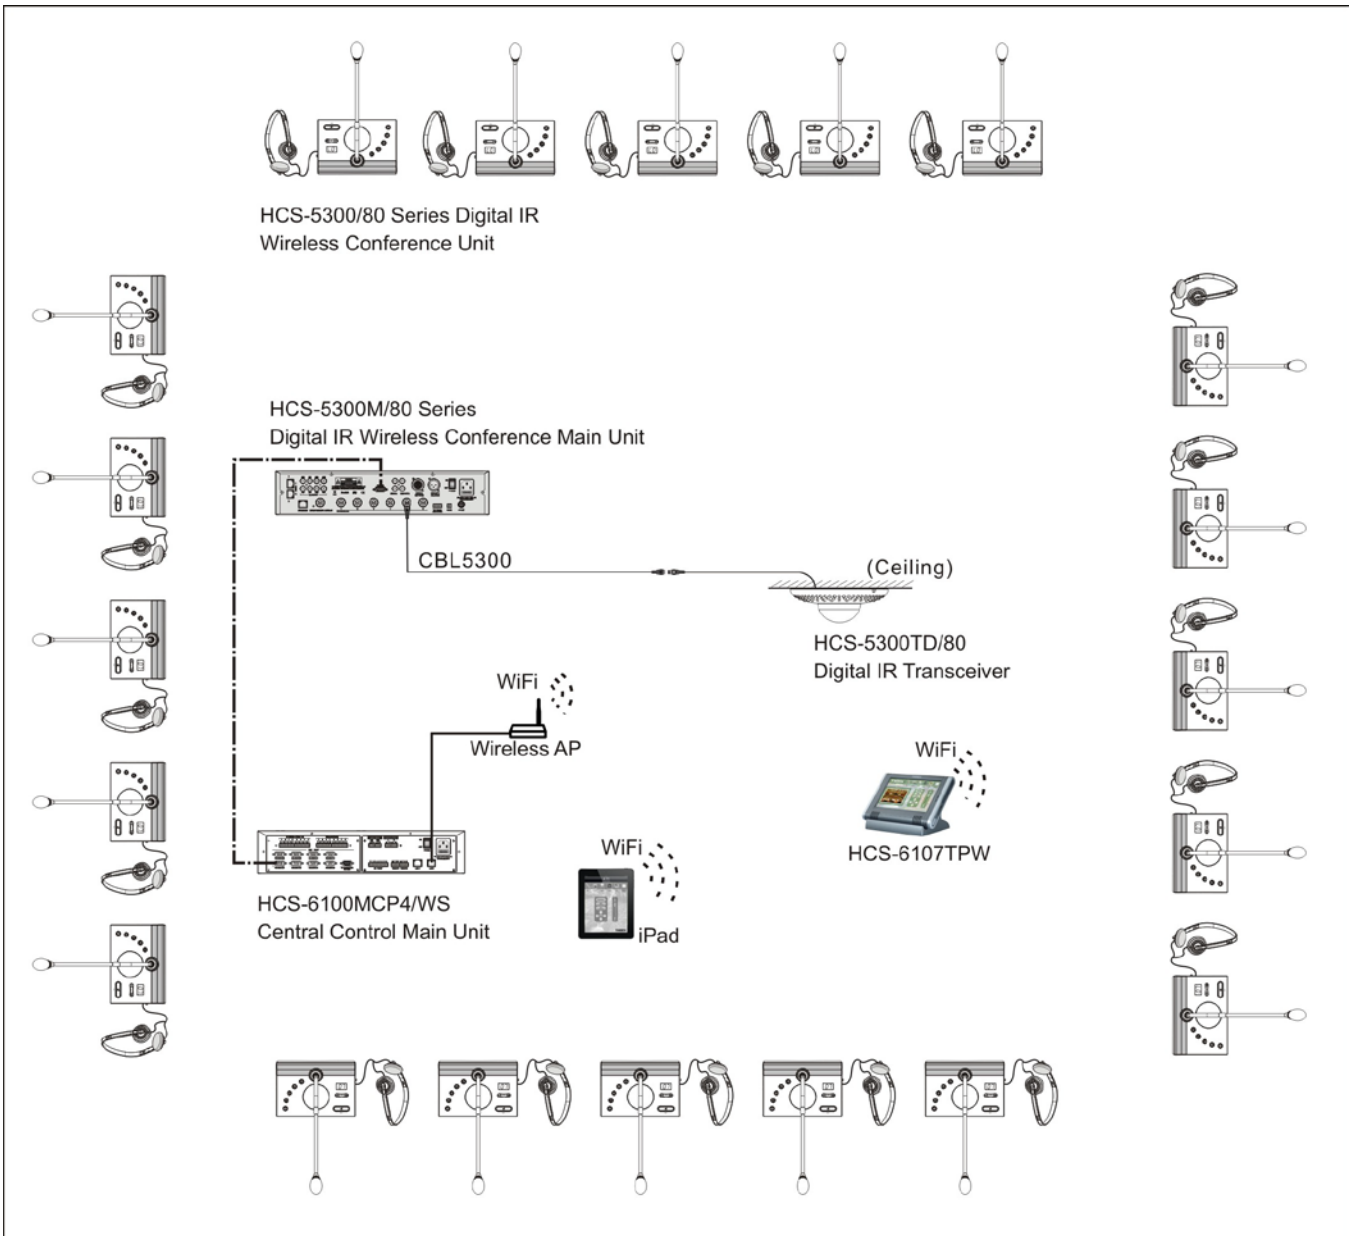 HCS-5300/80 Series Digital IR
Wireless Conference Unit
HCS-5300M/80 Series
Digital IR Wireless Conference Main Unit
CBL5300
(Ceiling)
HCS-5300TD/80
Digital IR Transceiver
WiFi
Wireless AP
WiFi
HCS-6107TPW
WiFi
iPad
HCS-6100MCP4/WS
Central Control Main Unit